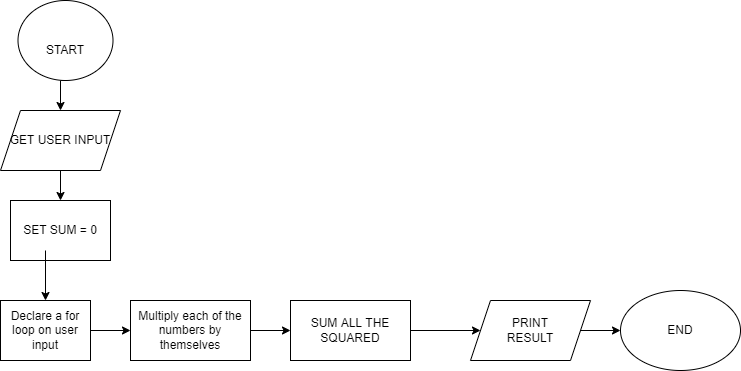 START
GET USER INPUT
SET SUM = 0
Declare a for
loop on user
input
Multiply each of the
numbers by
themselves
SUM ALL THE
SQUARED
PRINT
RESULT
END